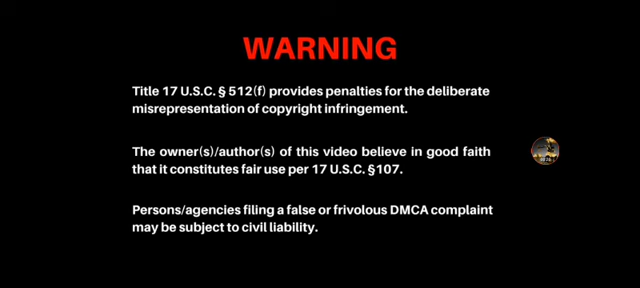 WARNING
Title 17 U.S.C. § 512(f) provides penalties for the deliberate
misrepresentation of copyright infringement.
The owner(s)/author(s) of this video believe in good faith
that it constitutes fair use per 17 U.S.C. §107.
Persons/agencies filing a false or frivolous DMCA complaint
may be subject to civil liability.